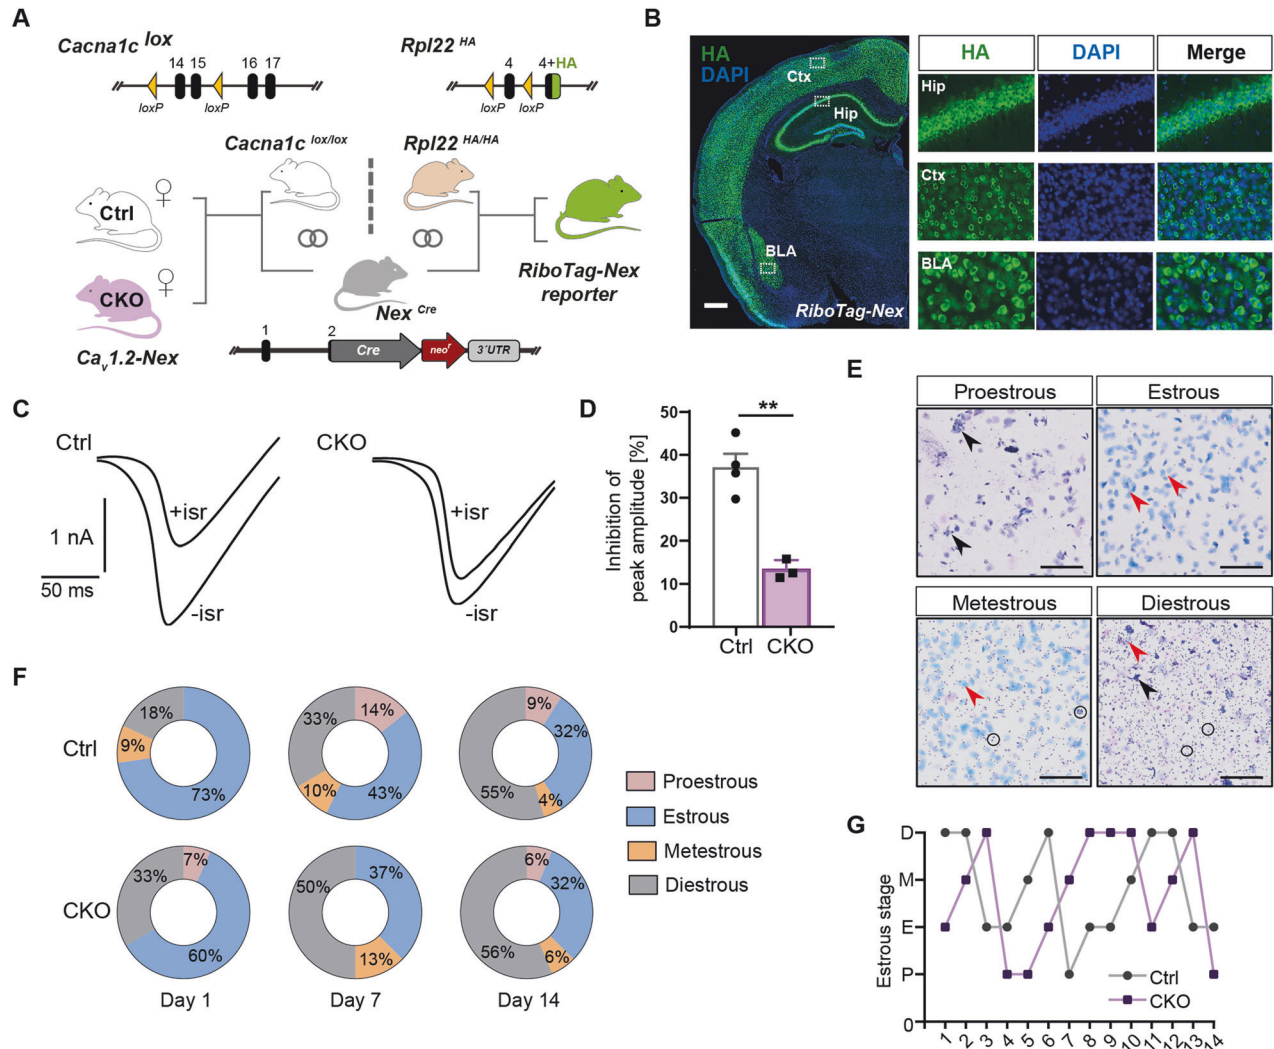 A
Cacna1c lox
14 15 16 17
loxP loxP
Rpl22 HA
4 4+HA
loxP loxP
Cacna1c lox/lox
Rpl22 HA/HA
Ctrl ♀
CKO ♀
Cav1.2-Nex
Nex Cre
RiboTag-Nex
reporter
1 2 Cre neor 3´UTR
B
HA
DAPI
Ctx
Hip
BLA
RiboTag-Nex
HA DAPI Merge
Hip
Ctx
BLA
C
Ctrl
+isr
-isr
1 nA
50 ms
CKO
+isr
-isr
D
Inhibition of
peak amplitude [%]
50
40
30
20
10
0
**
Ctrl CKO
E
Proestrous Estrous
Metestrous Diestrous
F
Ctrl
18%
9%
73%
33%
14%
10%
43%
9%
32%
55%
4%
CKO
7%
33%
60%
37%
50%
13%
6%
32%
56%
6%
Day 1 Day 7 Day 14
Proestrous
Estrous
Metestrous
Diestrous
G
Estrous stage
D
M
E
P
0
Ctrl
CKO
1 2 3 4 5 6 7 8 9 10 11 12 13 14